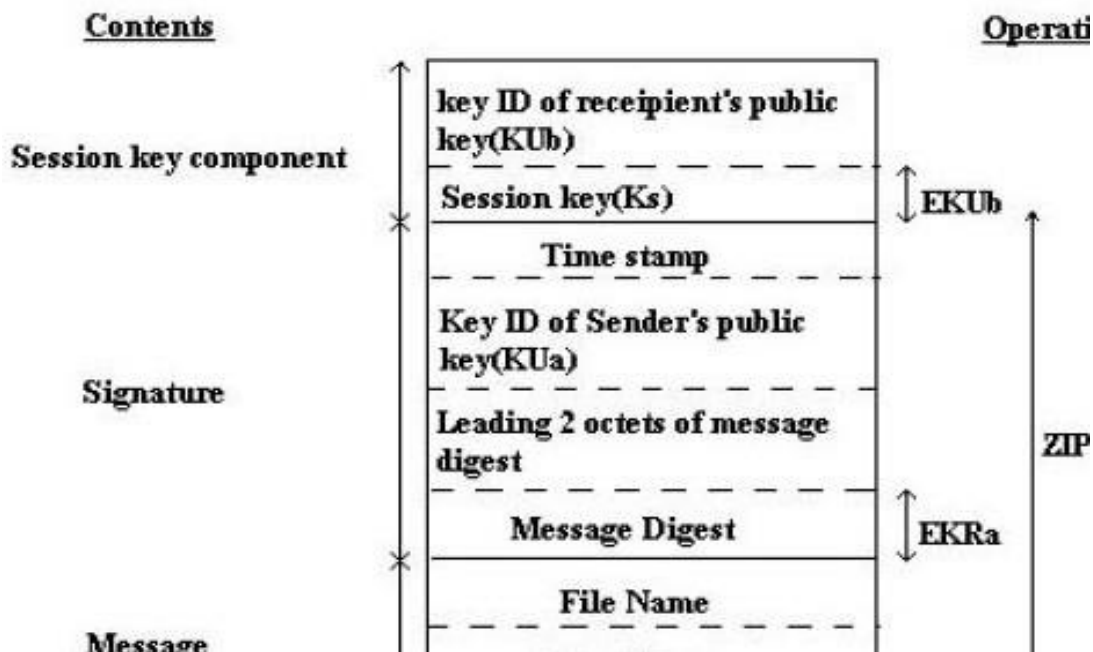 Contents
Operati
key ID of receipient's public
key(KUb)
Session key component
Session key(Ks)
EKUb
Time stamp
Key ID of Sender's public
key(KUa)
Signature
Leading 2 octets of message
digest
ZIP
Message Digest
EKRa
File Name
Message